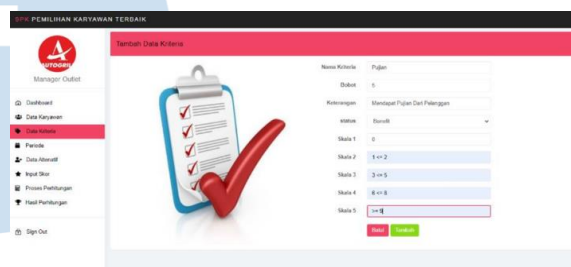 SPK PEMILIHAN KARYAWAN TERBAIK
AUTOGRILL
Manager Outlet
Dashboard
Data Karyawan
Data Kriteria
Periode
Data Alternatif
Input Skor
Proses Perhitungan
Hasil Perhitungan
Sign Out
Tambah Data Kriteria
Nama Kriteria Pujian
Bobot 5
Keterangan Mendapat Pujian Dari Pelanggan
status Benefit
Skala 1 0
Skala 2 1 <= 2
Skala 3 3 <= 5
Skala 4 6 <= 8
Skala 5 >= 9
Batal Tambah